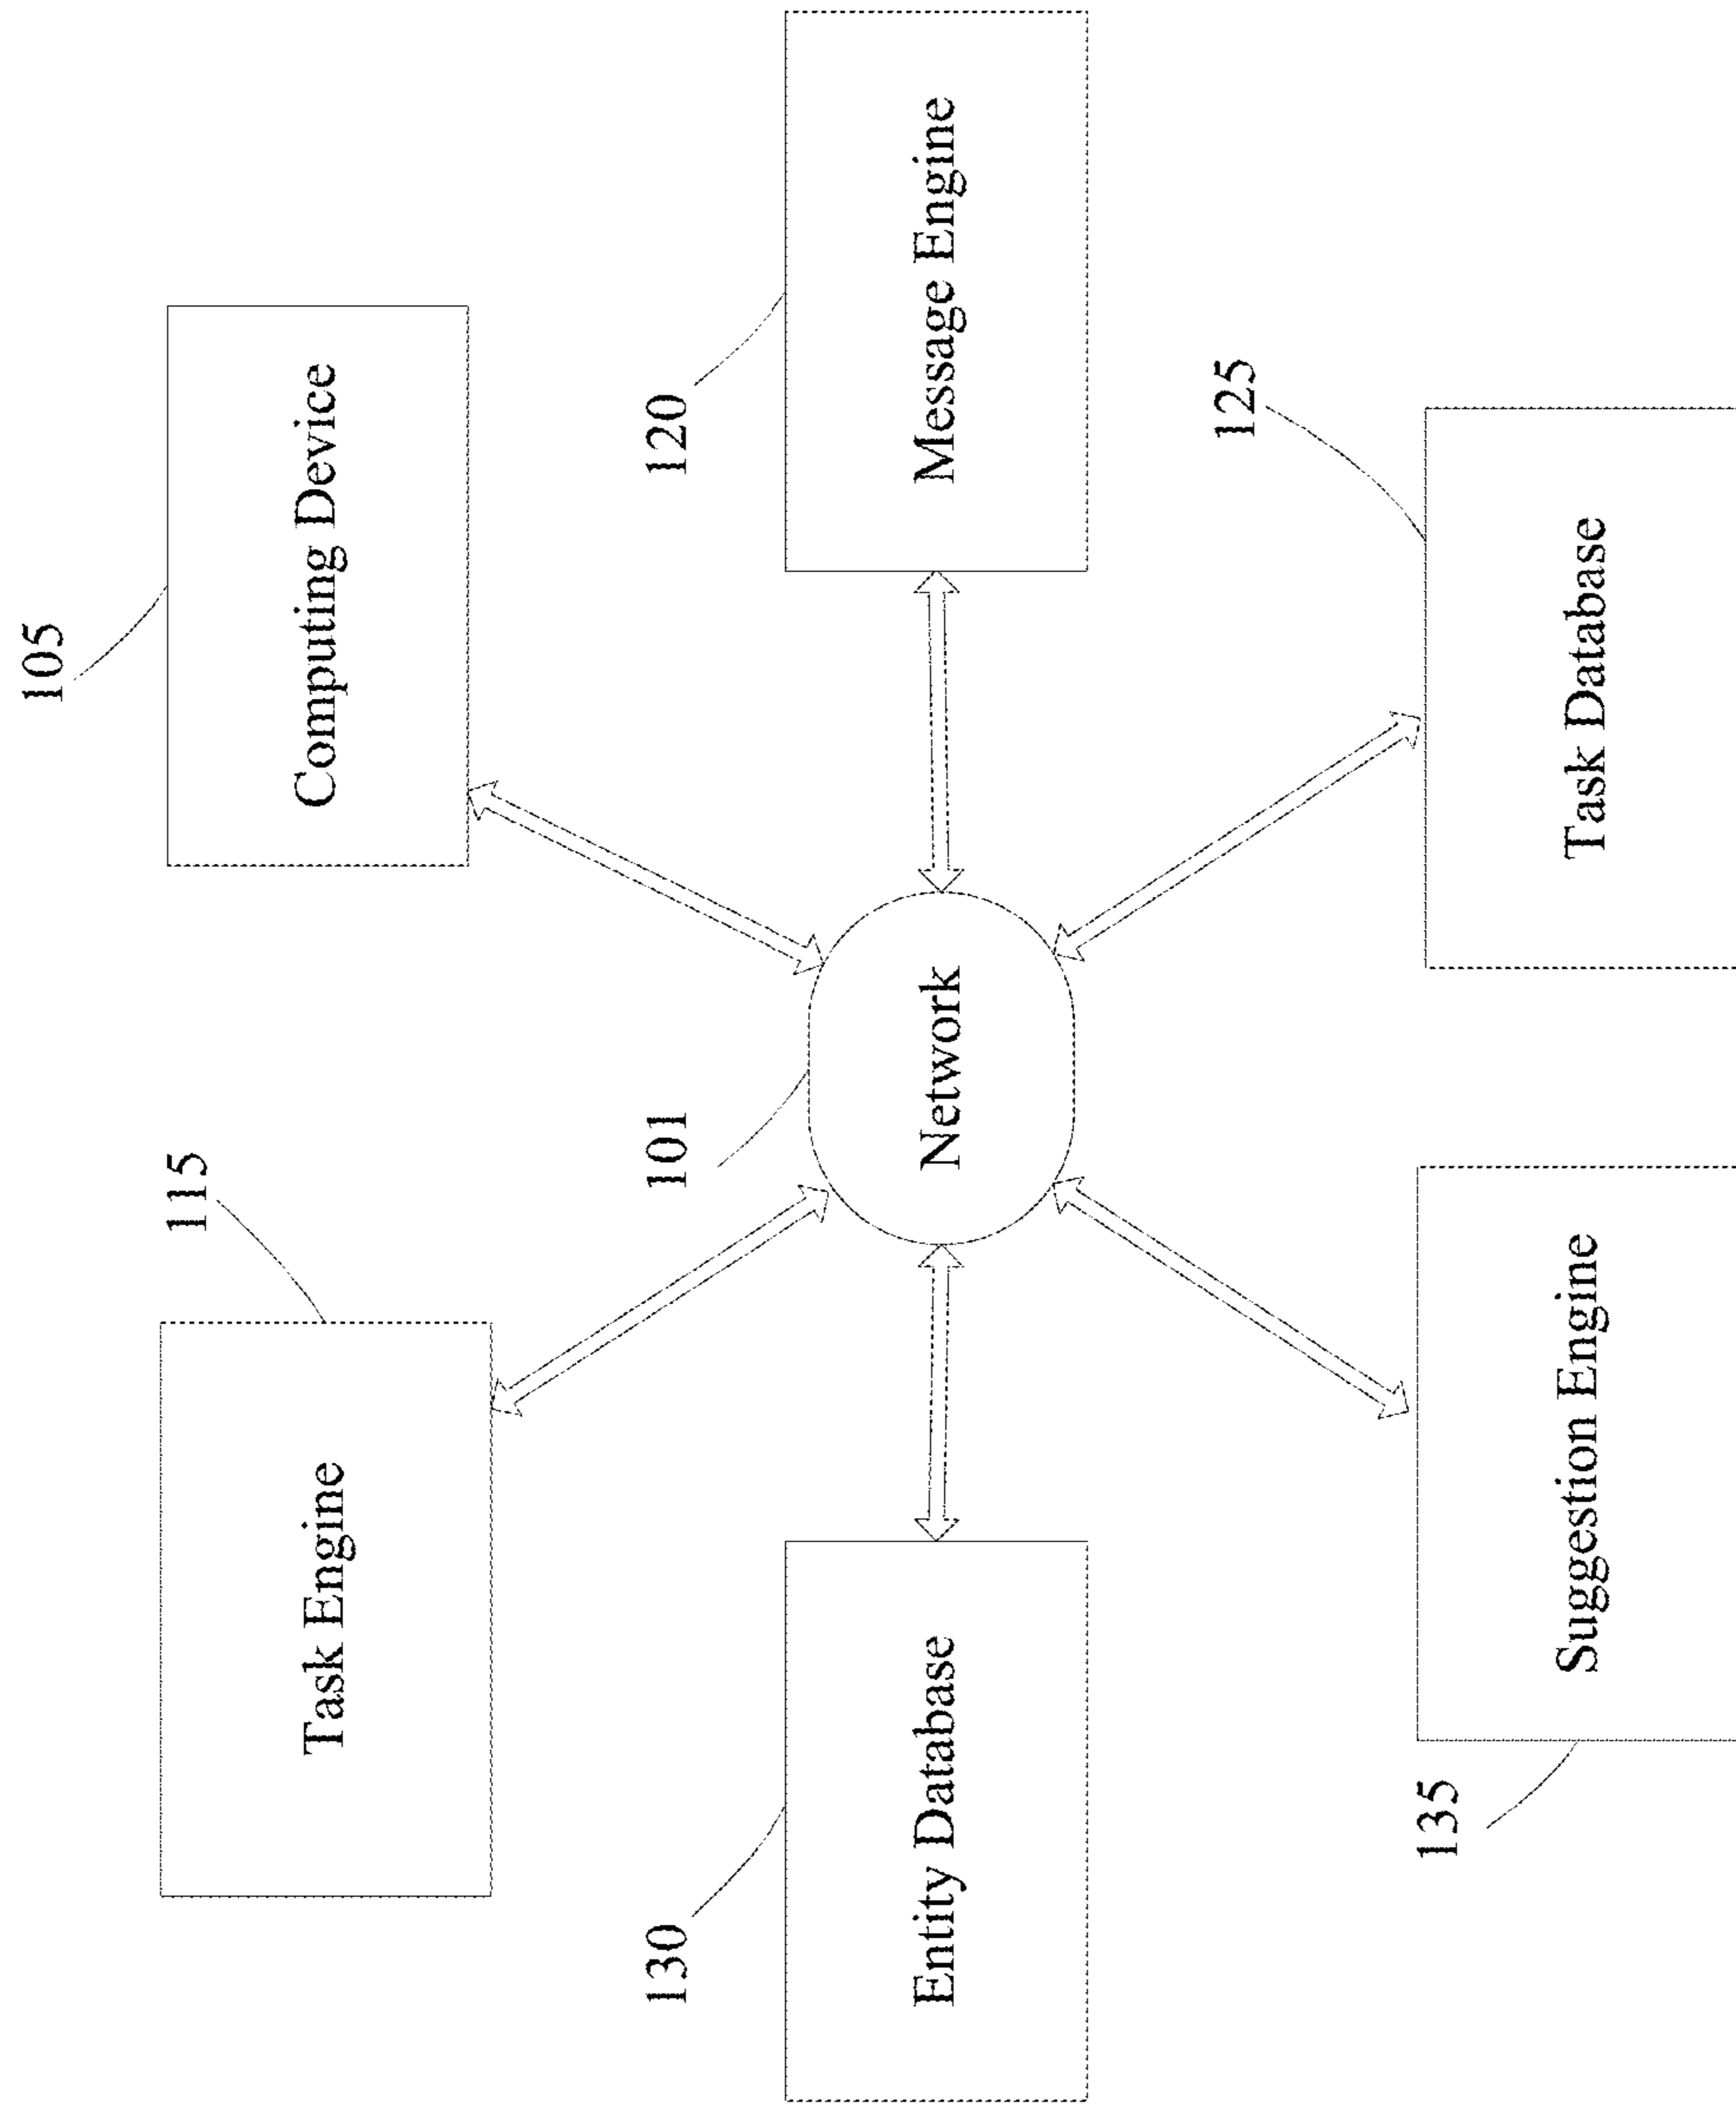 115
Task Engine
105
Computing Device
130
Entity Database
101
Network
120
Message Engine
135
Suggestion Engine
125
Task Database